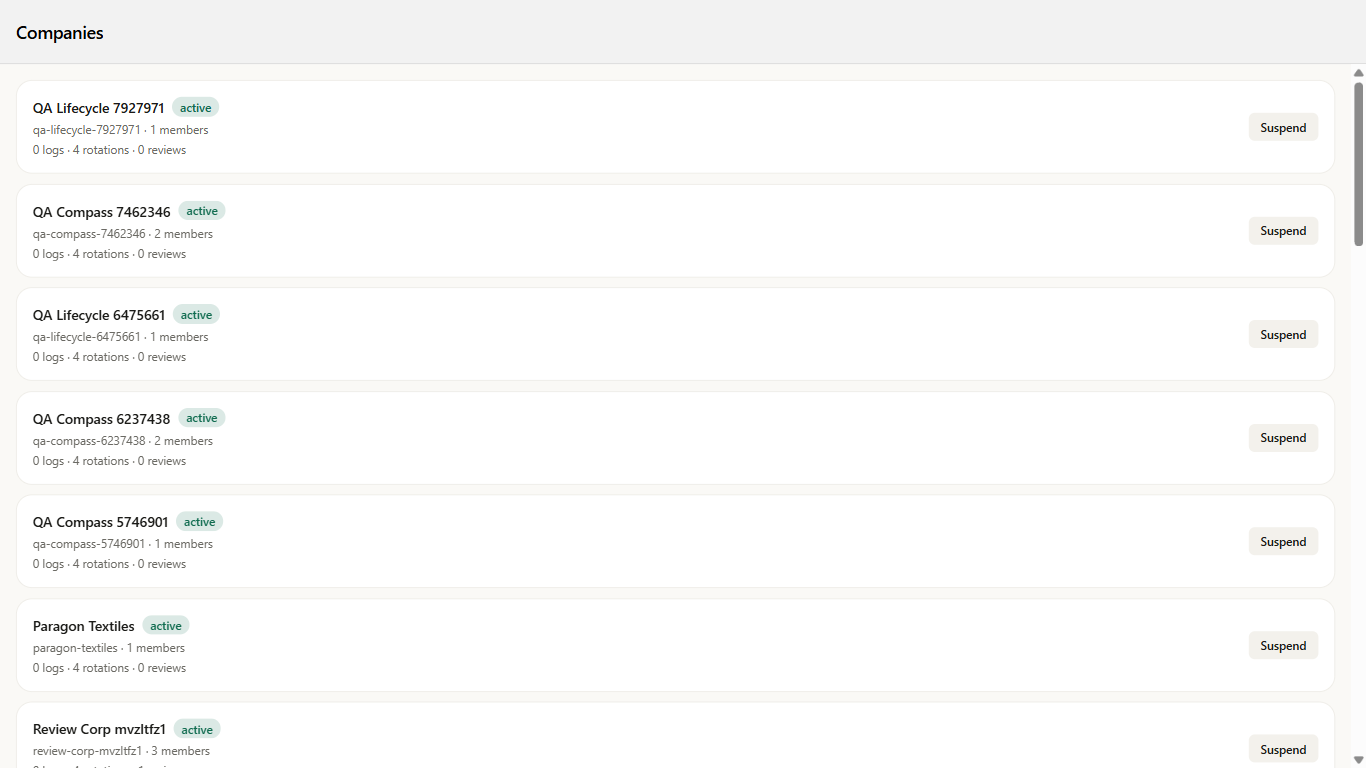 Companies
QA Lifecycle 7927971 active
qa-lifecycle-7927971 · 1 members
0 logs · 4 rotations · 0 reviews
Suspend
QA Compass 7462346 active
qa-compass-7462346 · 2 members
0 logs · 4 rotations · 0 reviews
Suspend
QA Lifecycle 6475661 active
qa-lifecycle-6475661 · 1 members
0 logs · 4 rotations · 0 reviews
Suspend
QA Compass 6237438 active
qa-compass-6237438 · 2 members
0 logs · 4 rotations · 0 reviews
Suspend
QA Compass 5746901 active
qa-compass-5746901 · 1 members
0 logs · 4 rotations · 0 reviews
Suspend
Paragon Textiles active
paragon-textiles · 1 members
0 logs · 4 rotations · 0 reviews
Suspend
Review Corp mvzltfz1 active
review-corp-mvzltfz1 · 3 members
Suspend